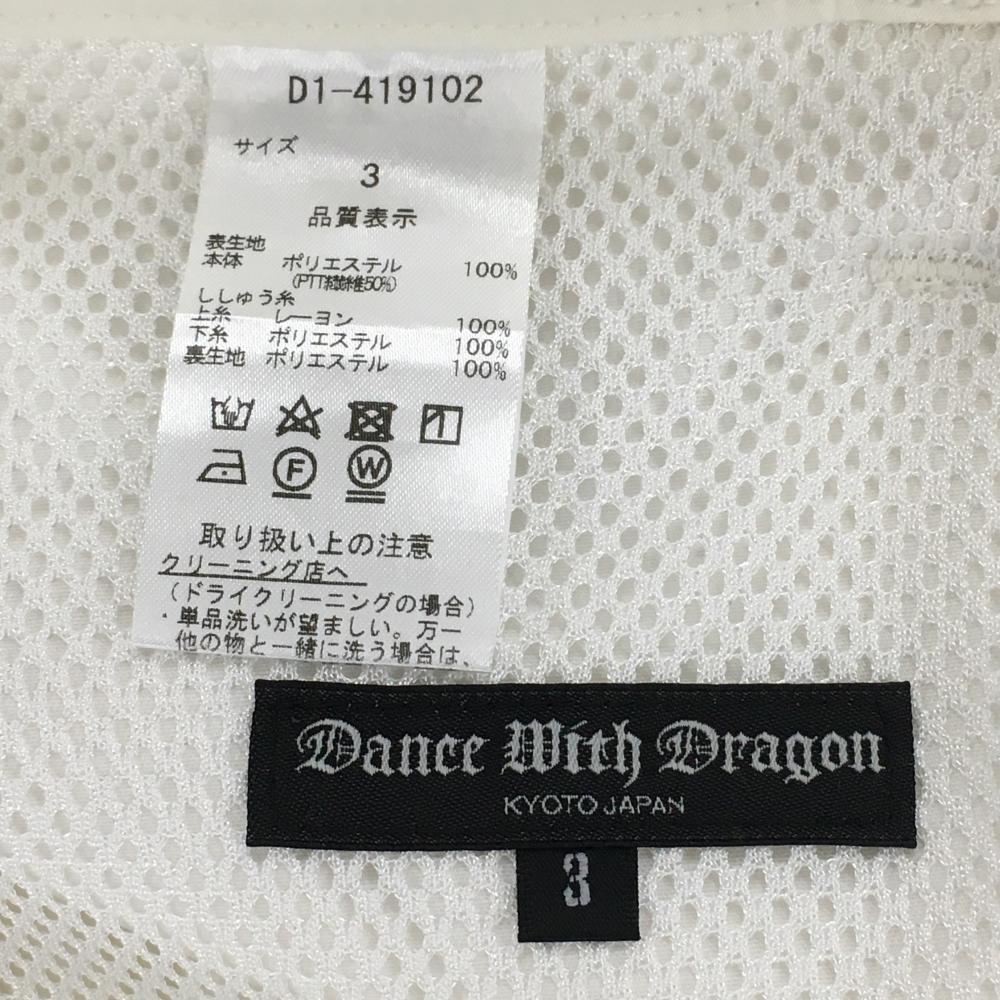 D1-419102
サイズ
3
品質表示
表生地
本体 ポリエステル 100%
(PTT繊維50%)
ししゅう糸
上糸 レーヨン 100%
下糸 ポリエステル 100%
裏生地 ポリエステル 100%
F W
取り扱い上の注意
クリーニング店へ
(ドライクリーニングの場合)
・単品洗いが望ましい。万一
他の物と一緒に洗う場合は、
Dance With Dragon
KYOTO JAPAN
3